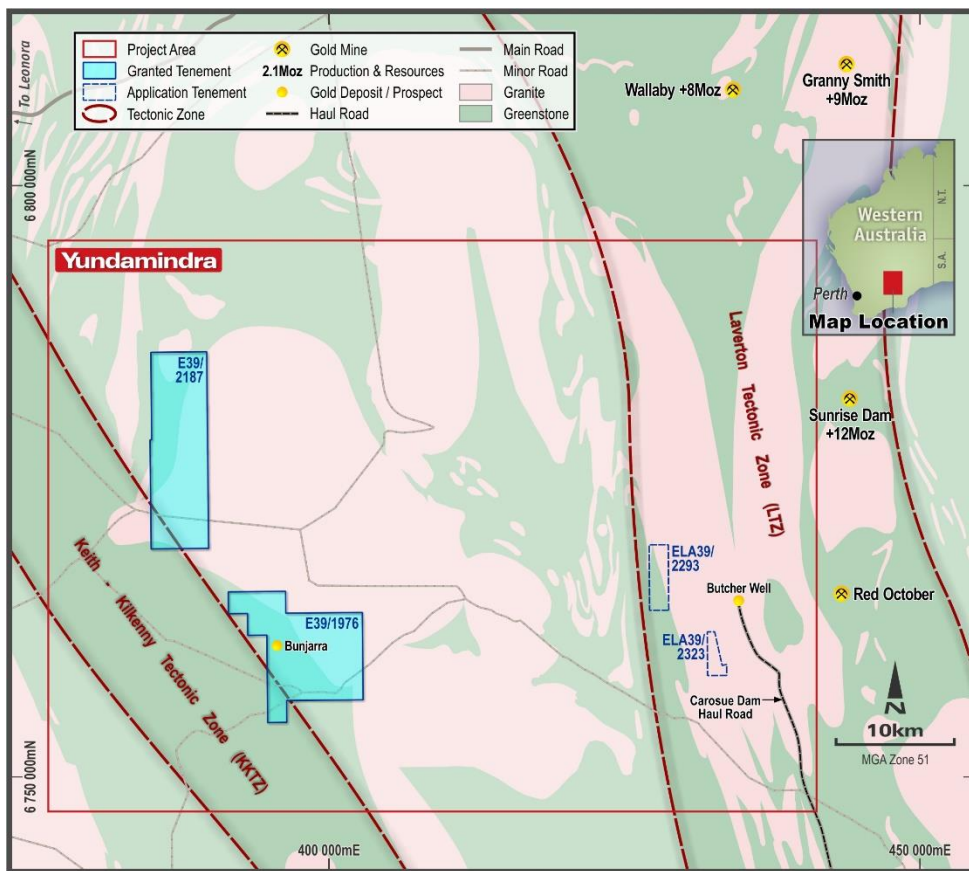 Project Area
Granted Tenement
Application Tenement
Tectonic Zone
Gold Mine
2.1Moz Production & Resources
Gold Deposit / Prospect
Haul Road
Main Road
Minor Road
Granite
Greenstone
To Leonora
Wallaby +8Moz
Granny Smith
+9Moz
6 800 000mN
Western
Australia
N.T.
S.A.
Perth
Map Location
Yundamindra
Laverton Tectonic Zone (LTZ)
E39/
2187
Sunrise Dam
+12Moz
Keith - Kilkenny Tectonic Zone (KKTZ)
ELA39/
2293
Butcher Well
Red October
E39/1976
Bunjarra
ELA39/
2323
Carosue Dam
Haul Road
N
10km
MGA Zone 51
6 750 000mN
400 000mE
450 000mE